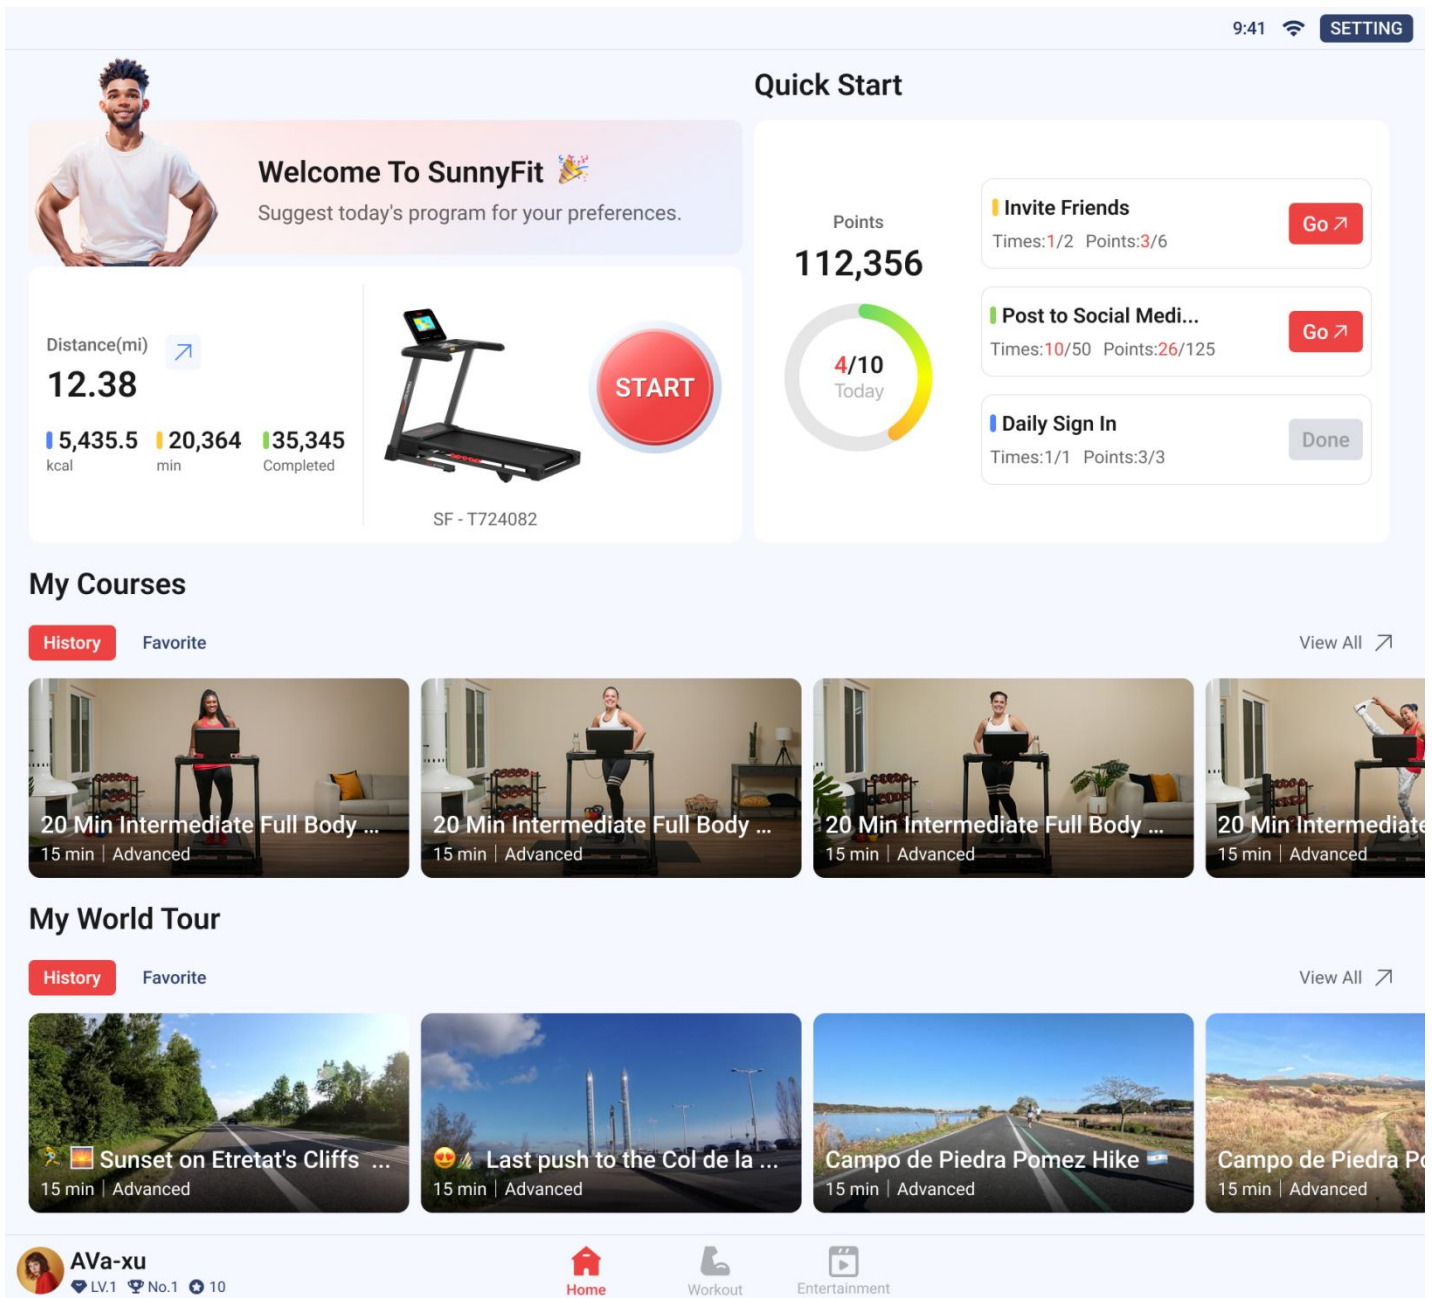 9:41 SETTING
Welcome To SunnyFit 🎉
Suggest today's program for your preferences.
Distance(mi)
12.38
5,435.5 20,364 35,345
kcal min Completed
START
SF - T724082
Quick Start
Points
112,356
4/10
Today
Invite Friends
Times:1/2 Points:3/6
Go
Post to Social Medi...
Times:10/50 Points:26/125
Go
Daily Sign In
Times:1/1 Points:3/3
Done
My Courses
History Favorite View All
20 Min Intermediate Full Body ...
15 min | Advanced
20 Min Intermediate Full Body ...
15 min | Advanced
20 Min Intermediate Full Body ...
15 min | Advanced
20 Min Intermediate
15 min | Advanced
My World Tour
History Favorite View All
🏃 🌅 Sunset on Etretat's Cliffs ...
15 min | Advanced
😍 Last push to the Col de la ...
15 min | Advanced
Campo de Piedra Pomez Hike 🇦🇷
15 min | Advanced
Campo de Piedra Po
15 min | Advanced
AVa-xu
LV.1 No.1 10
Home Workout Entertainment